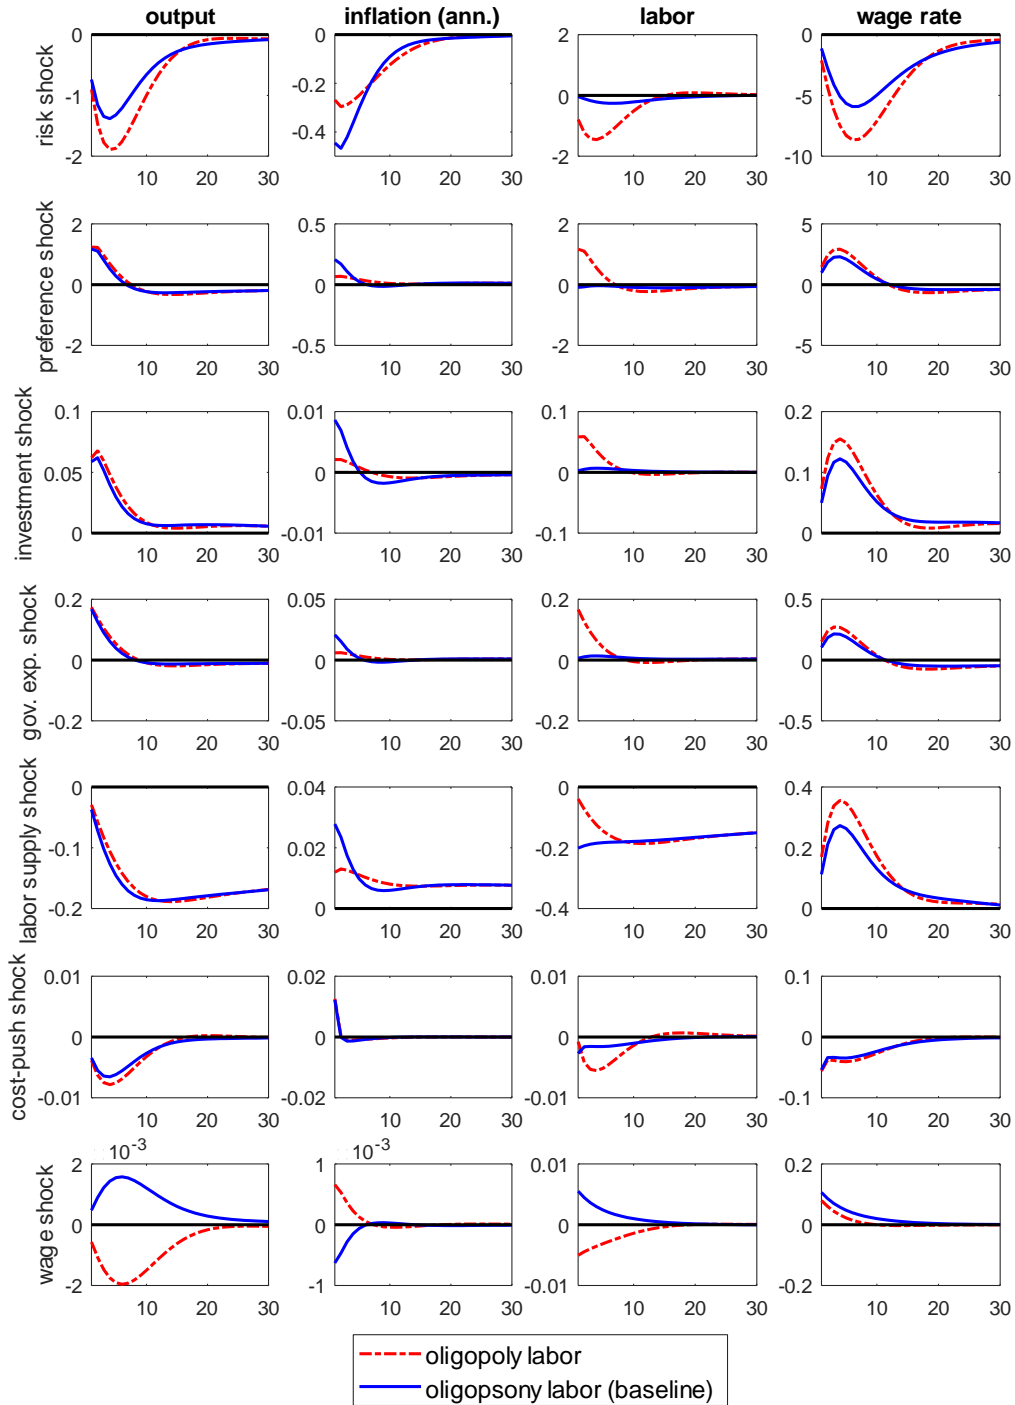 output inflation (ann.) labor wage rate
risk shock
0 -1 -2 10 20 30
0 -0.2 -0.4 10 20 30
2 0 -2 10 20 30
0 -5 -10 10 20 30
preference shock
2 0 -2 10 20 30
0.5 0 -0.5 10 20 30
2 0 -2 10 20 30
5 0 -5 10 20 30
investment shock
0.1 0.05 0 10 20 30
0.01 0 -0.01 10 20 30
0.1 0 -0.1 10 20 30
0.2 0.1 0 10 20 30
gov. exp. shock
0.2 0 -0.2 10 20 30
0.05 0 -0.05 10 20 30
0.2 0 -0.2 10 20 30
0.5 0 -0.5 10 20 30
labor supply shock
0 -0.1 -0.2 10 20 30
0.04 0.02 0 10 20 30
0 -0.2 -0.4 10 20 30
0.4 0.2 0 10 20 30
cost-push shock
0.01 0 -0.01 10 20 30
0.02 0 -0.02 10 20 30
0.01 0 -0.01 10 20 30
0.1 0 -0.1 10 20 30
wage shock
10^-3 2 0 -2 10 20 30
10^-3 1 0 -1 10 20 30
0.01 0 -0.01 10 20 30
0.2 0 -0.2 10 20 30
oligopoly labor
oligopsony labor (baseline)